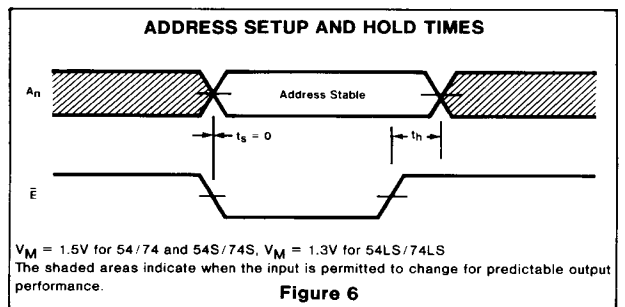 ADDRESS SETUP AND HOLD TIMES
An
Address Stable
ts = 0
th
E̅
VM = 1.5V for 54/74 and 54S/74S, VM = 1.3V for 54LS/74LS
The shaded areas indicate when the input is permitted to change for predictable output
performance.
Figure 6